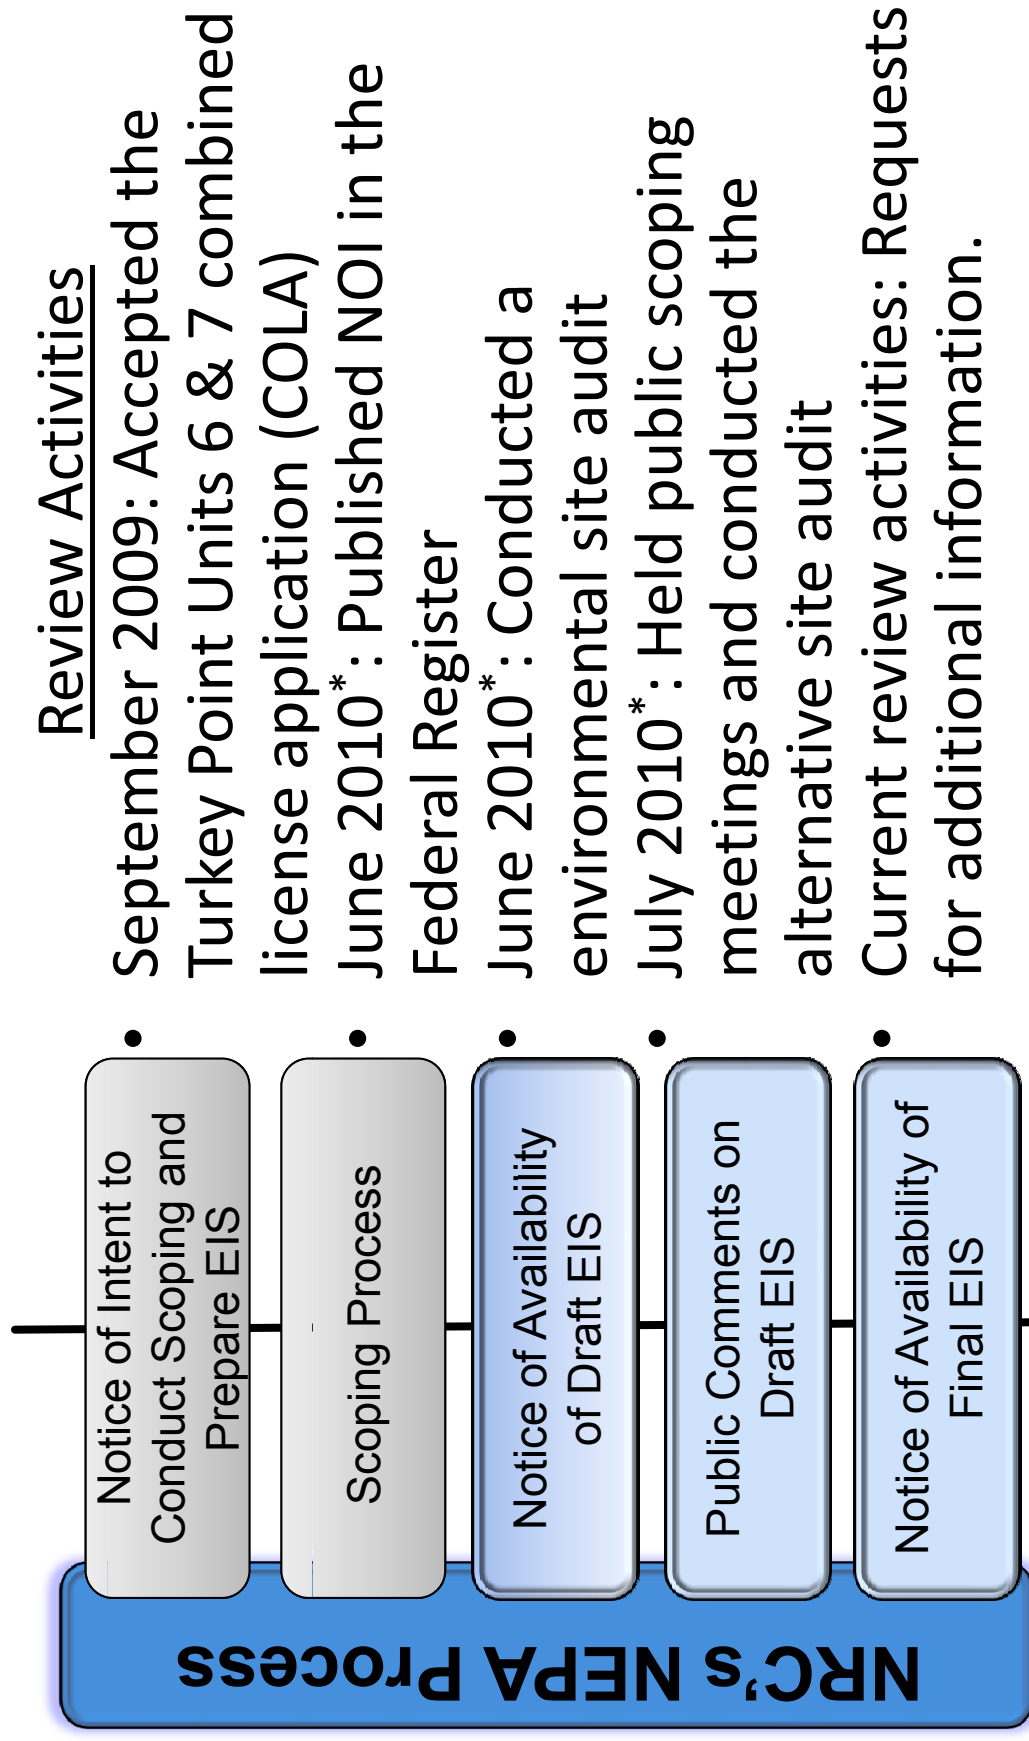 NRC's NEPA Process
Notice of Intent to
Conduct Scoping and
Prepare EIS
Scoping Process
Notice of Availability
of Draft EIS
Public Comments on
Draft EIS
Notice of Availability of
Final EIS
Review Activities
• September 2009: Accepted the
Turkey Point Units 6 & 7 combined
license application (COLA)
• June 2010*: Published NOI in the
Federal Register
• June 2010*: Conducted a
environmental site audit
• July 2010*: Held public scoping
meetings and conducted the
alternative site audit
• Current review activities: Requests
for additional information.